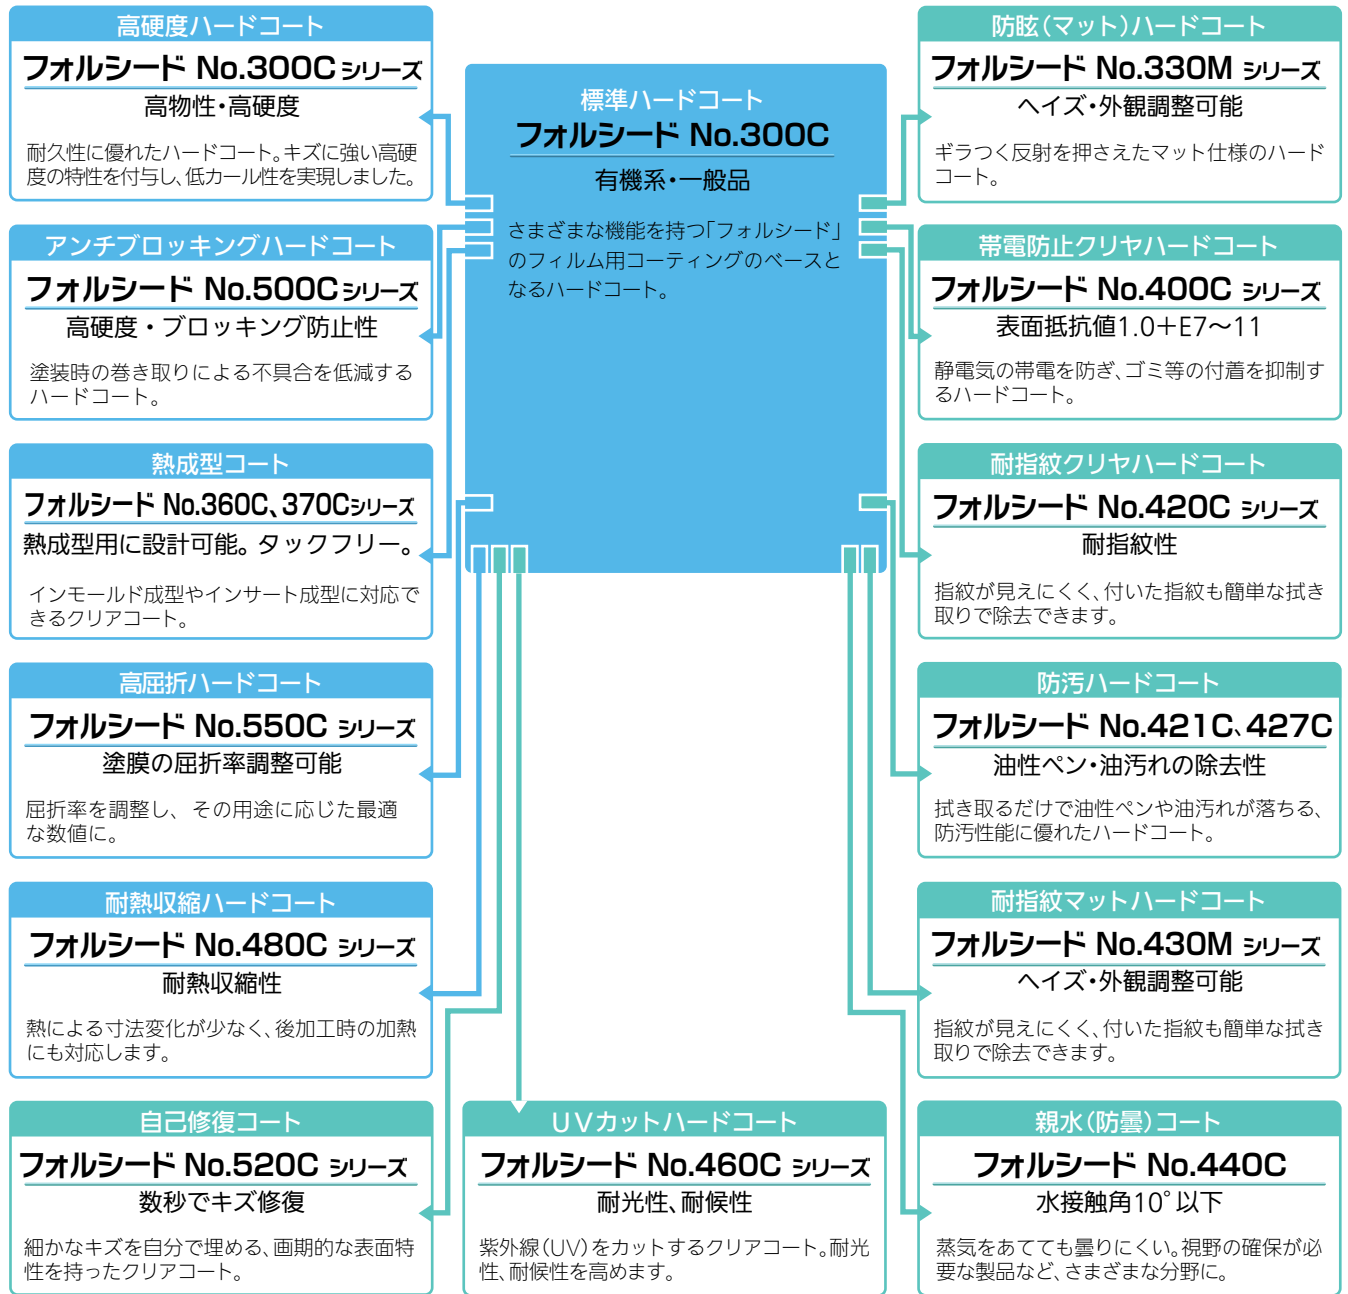 高硬度ハードコート
フォルシード No.300Cシリーズ
高物性・高硬度
耐久性に優れたハードコート。キズに強い高硬
度の特性を付与し、低カール性を実現しました。
アンチブロッキングハードコート
フォルシード No.500Cシリーズ
高硬度・ブロッキング防止性
塗装時の巻き取りによる不具合を低減する
ハードコート。
熱成型コート
フォルシード No.360C、370Cシリーズ
熱成型用に設計可能。タックフリー。
インモールド成型やインサート成型に対応で
きるクリアコート。
高屈折ハードコート
フォルシード No.550C シリーズ
塗膜の屈折率調整可能
屈折率を調整し、その用途に応じた最適
な数値に。
耐熱収縮ハードコート
フォルシード No.480C シリーズ
耐熱収縮性
熱による寸法変化が少なく、後加工時の加熱
にも対応します。
自己修復コート
フォルシード No.520C シリーズ
数秒でキズ修復
細かなキズを自分で埋める、画期的な表面特
性を持ったクリアコート。
標準ハードコート
フォルシード No.300C
有機系・一般品
さまざまな機能を持つ「フォルシード」
のフィルム用コーティングのベースと
なるハードコート。
UVカットハードコート
フォルシード No.460C シリーズ
耐光性、耐候性
紫外線(UV)をカットするクリアコート。耐光
性、耐候性を高めます。
防眩(マット)ハードコート
フォルシード No.330M シリーズ
ヘイズ・外観調整可能
ギラつく反射を押さえたマット仕様のハード
コート。
帯電防止クリヤハードコート
フォルシード No.400C シリーズ
表面抵抗値1.0+E7～11
静電気の帯電を防ぎ、ゴミ等の付着を抑制す
るハードコート。
耐指紋クリヤハードコート
フォルシード No.420C シリーズ
耐指紋性
指紋が見えにくく、付いた指紋も簡単な拭き
取りで除去できます。
防汚ハードコート
フォルシード No.421C、427C
油性ペン・油汚れの除去性
拭き取るだけで油性ペンや油汚れが落ちる、
防汚性能に優れたハードコート。
耐指紋マットハードコート
フォルシード No.430M シリーズ
ヘイズ・外観調整可能
指紋が見えにくく、付いた指紋も簡単な拭き
取りで除去できます。
親水(防曇)コート
フォルシード No.440C
水接触角10°以下
蒸気をあてても曇りにくい。視野の確保が必
要な製品など、さまざまな分野に。